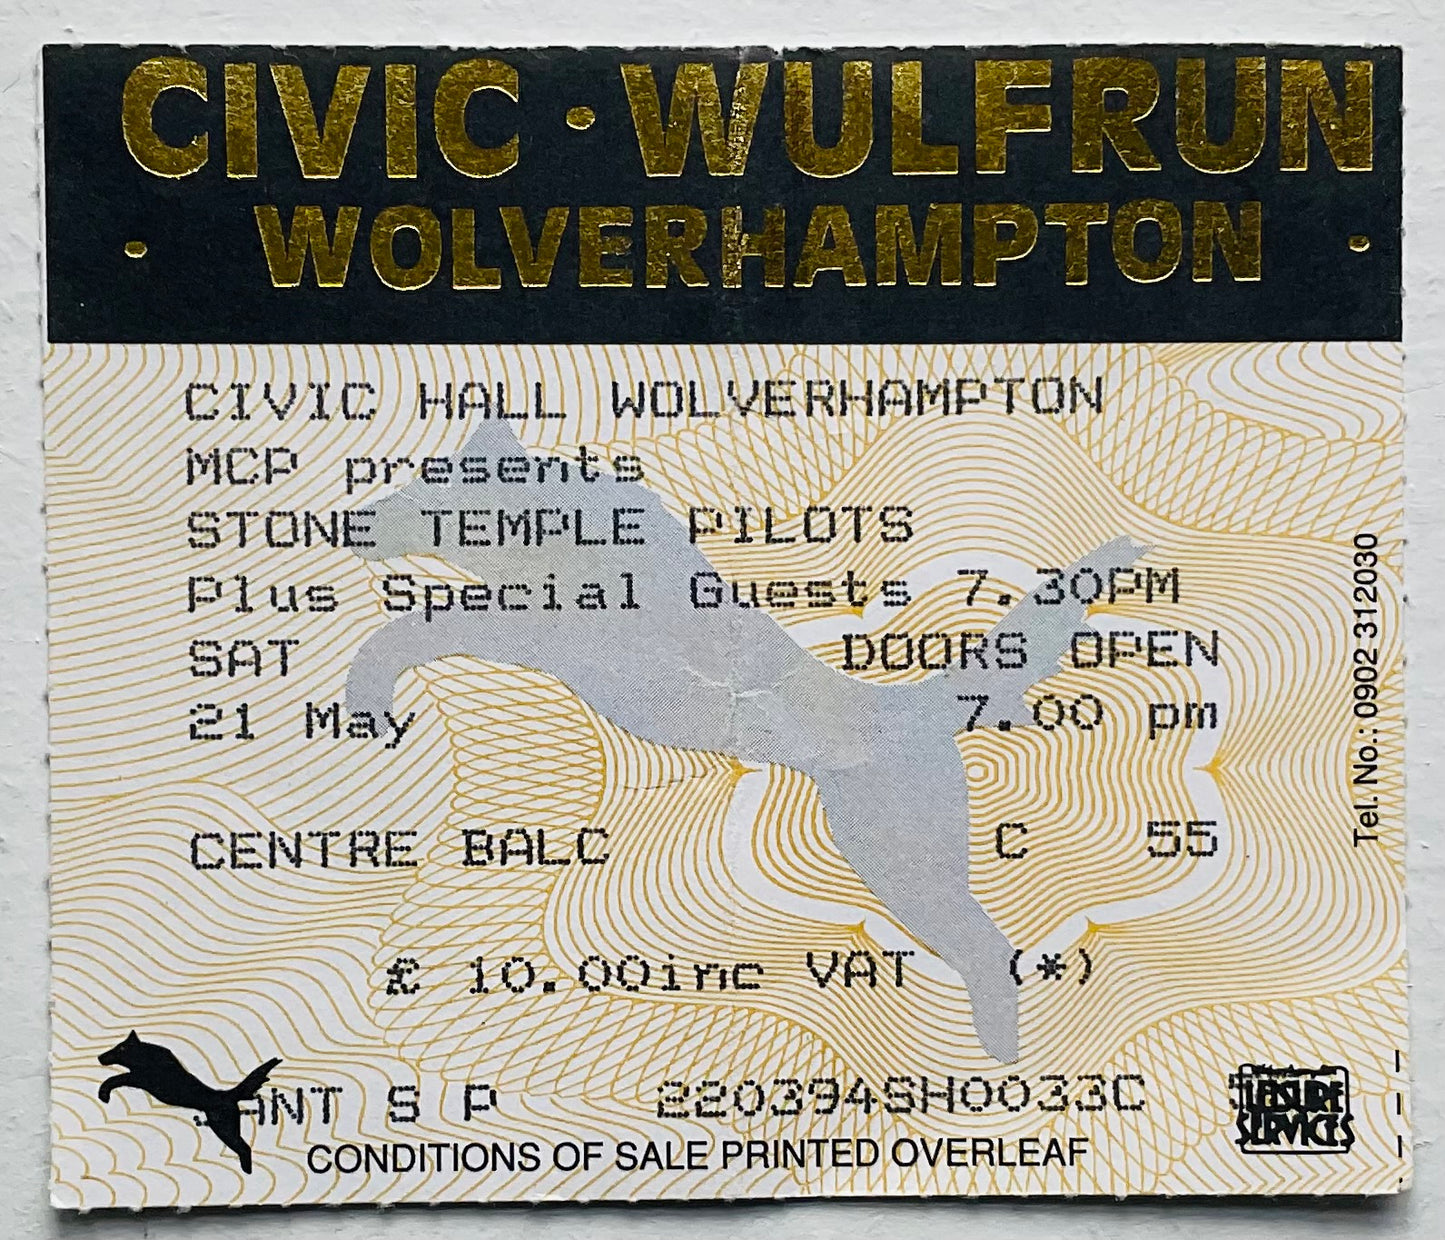 CIVIC · WULFRUN
· WOLVERHAMPTON ·
CIVIC HALL WOLVERHAMPTON
MCP presents
STONE TEMPLE PILOTS
Plus Special Guests 7.30PM
SAT DOORS OPEN
21 May 7.00 pm
CENTRE BALC C 55
£ 10.00inc VAT (*)
ANT S P 220394SH0033C
CONDITIONS OF SALE PRINTED OVERLEAF
LEISURE
SERVICES
Tel. No.: 0902 312030